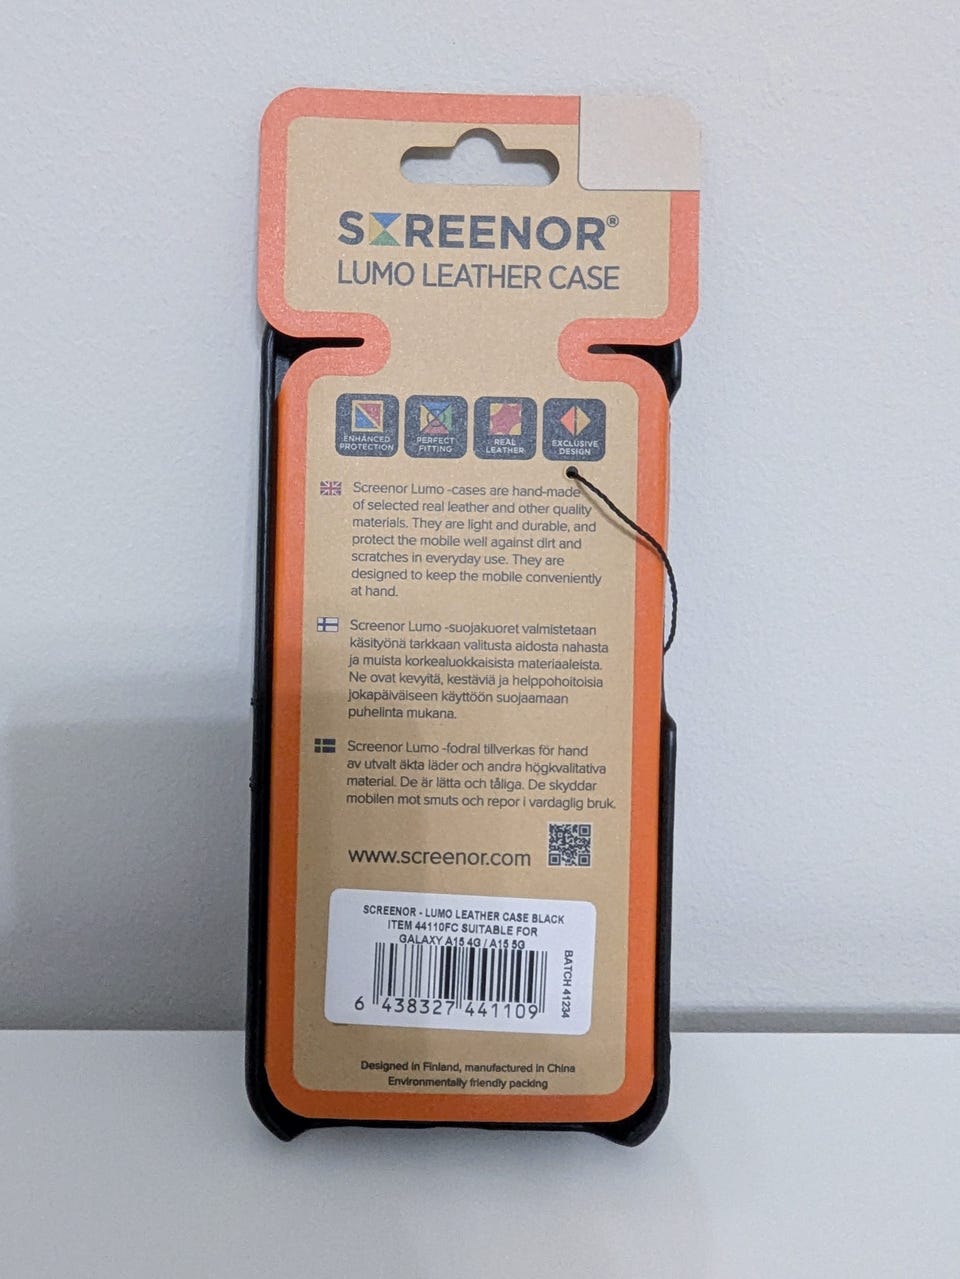 SCREENOR®
LUMO LEATHER CASE
ENHANCED
PROTECTION
PERFECT
FITTING
REAL
LEATHER
EXCLUSIVE
DESIGN
Screenor Lumo -cases are hand-made
of selected real leather and other quality
materials. They are light and durable, and
protect the mobile well against dirt and
scratches in everyday use. They are
designed to keep the mobile conveniently
at hand.
Screenor Lumo -suojakuoret valmistetaan
käsityönä tarkkaan valitusta aidosta nahasta
ja muista korkealuokkaisista materiaaleista.
Ne ovat kevyitä, kestäviä ja helppohoitoisia
jokapäiväiseen käyttöön suojaamaan
puhelinta mukana.
Screenor Lumo -fodral tillverkas för hand
av utvalt äkta läder och andra högkvalitativa
material. De är lätta och tåliga. De skyddar
mobilen mot smuts och repor i vardaglig bruk.
www.screenor.com
SCREENOR - LUMO LEATHER CASE BLACK
ITEM 44110FC SUITABLE FOR
GALAXY A15 4G / A15 5G
BATCH 41234
6 438327 441109
Designed in Finland, manufactured in China
Environmentally friendly packing